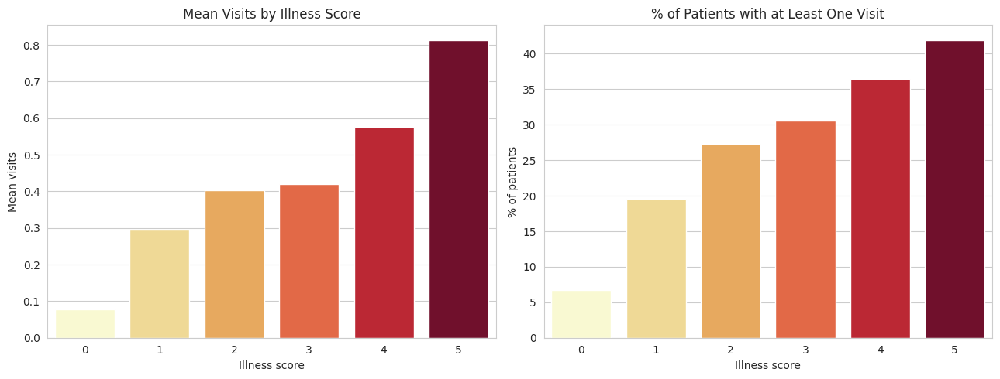 Mean Visits by Illness Score
Mean visits
0.8
0.7
0.6
0.5
0.4
0.3
0.2
0.1
0.0
0 1 2 3 4 5
Illness score
% of Patients with at Least One Visit
% of patients
40
35
30
25
20
15
10
5
0
0 1 2 3 4 5
Illness score